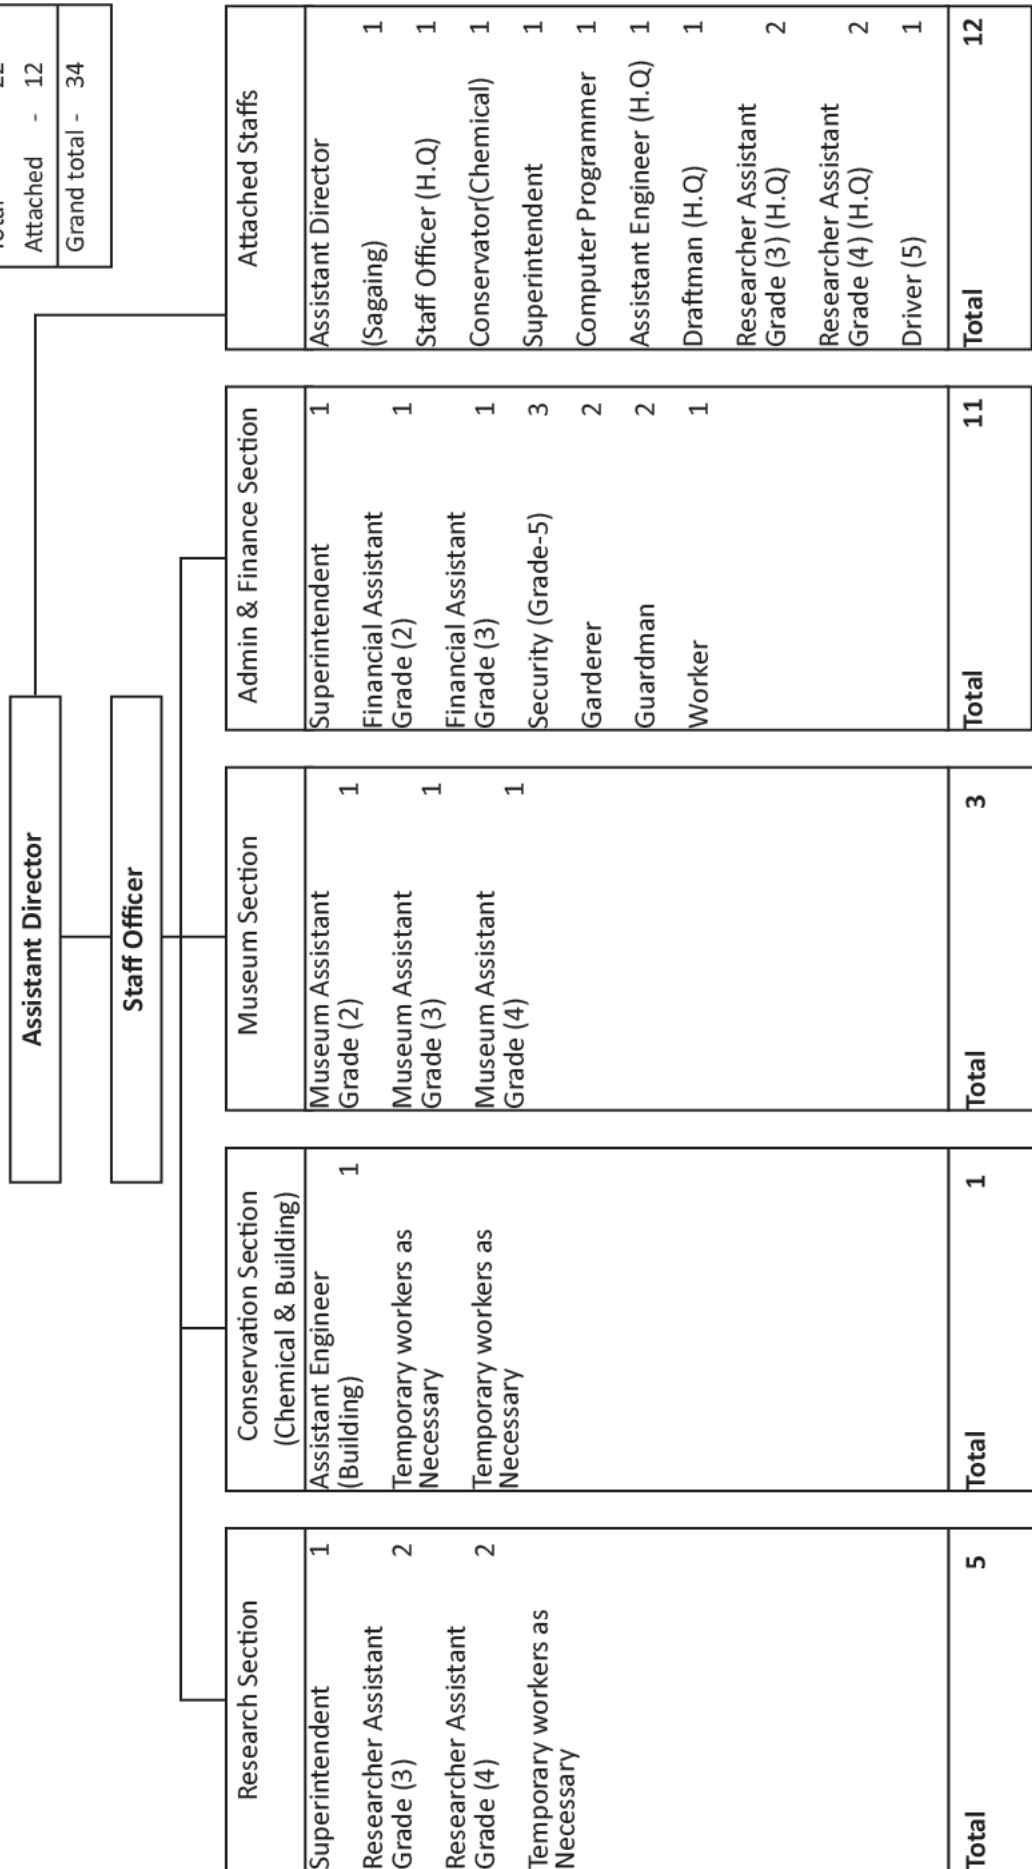 Attached - 12
Grand total - 34
Assistant Director
Staff Officer
Research Section
Superintendent 1
Researcher Assistant
Grade (3) 2
Researcher Assistant
Grade (4) 2
Temporary workers as
Necessary
Total 5
Conservation Section
(Chemical & Building)
Assistant Engineer
(Building) 1
Temporary workers as
Necessary
Temporary workers as
Necessary
Total 1
Museum Section
Museum Assistant
Grade (2) 1
Museum Assistant
Grade (3) 1
Museum Assistant
Grade (4) 1
Total 3
Admin & Finance Section
Superintendent 1
Financial Assistant
Grade (2) 1
Financial Assistant
Grade (3) 1
Security (Grade-5) 3
Garderer 2
Guardman 2
Worker 1
Total 11
Attached Staffs
Assistant Director
(Sagaing) 1
Staff Officer (H.Q) 1
Conservator(Chemical) 1
Superintendent 1
Computer Programmer 1
Assistant Engineer (H.Q) 1
Draftman (H.Q) 1
Researcher Assistant
Grade (3) (H.Q) 2
Researcher Assistant
Grade (4) (H.Q) 2
Driver (5) 1
Total 12